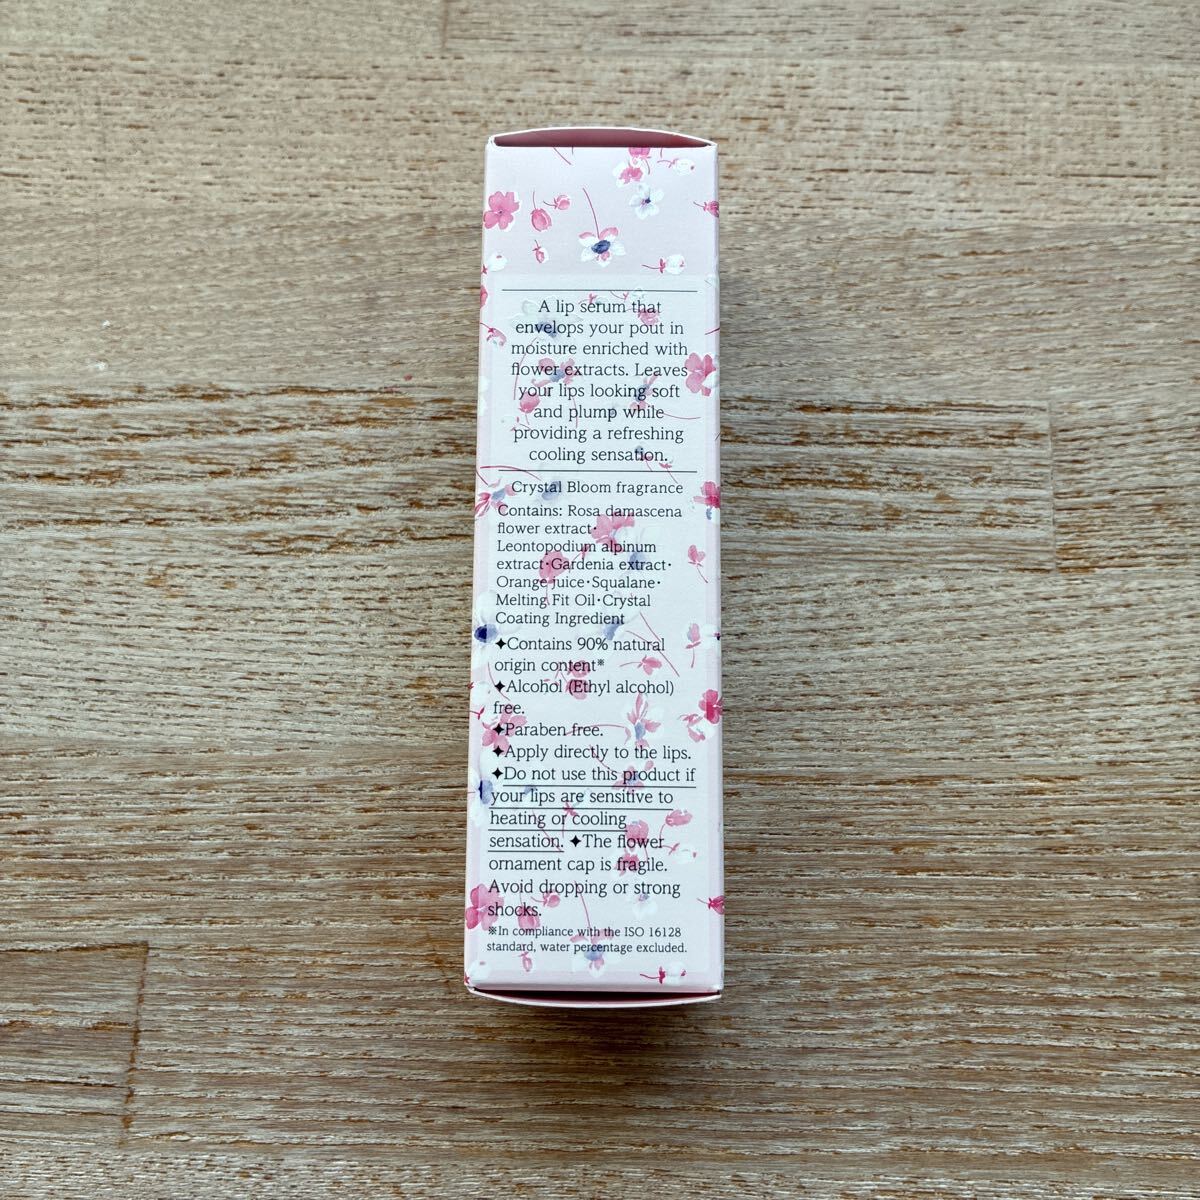 A lip serum that
envelops your pout in
moisture enriched with
flower extracts. Leaves
your lips looking soft
and plump while
providing a refreshing
cooling sensation.
Crystal Bloom fragrance
Contains: Rosa damascena
flower extract・
Leontopodium alpinum
extract・Gardenia extract・
Orange juice・Squalane・
Melting Fit Oil・Crystal
Coating Ingredient
✦Contains 90% natural
origin content※
✦Alcohol (Ethyl alcohol)
free.
✦Paraben free.
✦Apply directly to the lips.
✦Do not use this product if
your lips are sensitive to
heating or cooling
sensation. ✦The flower
ornament cap is fragile.
Avoid dropping or strong
shocks.
※In compliance with the ISO 16128
standard, water percentage excluded.